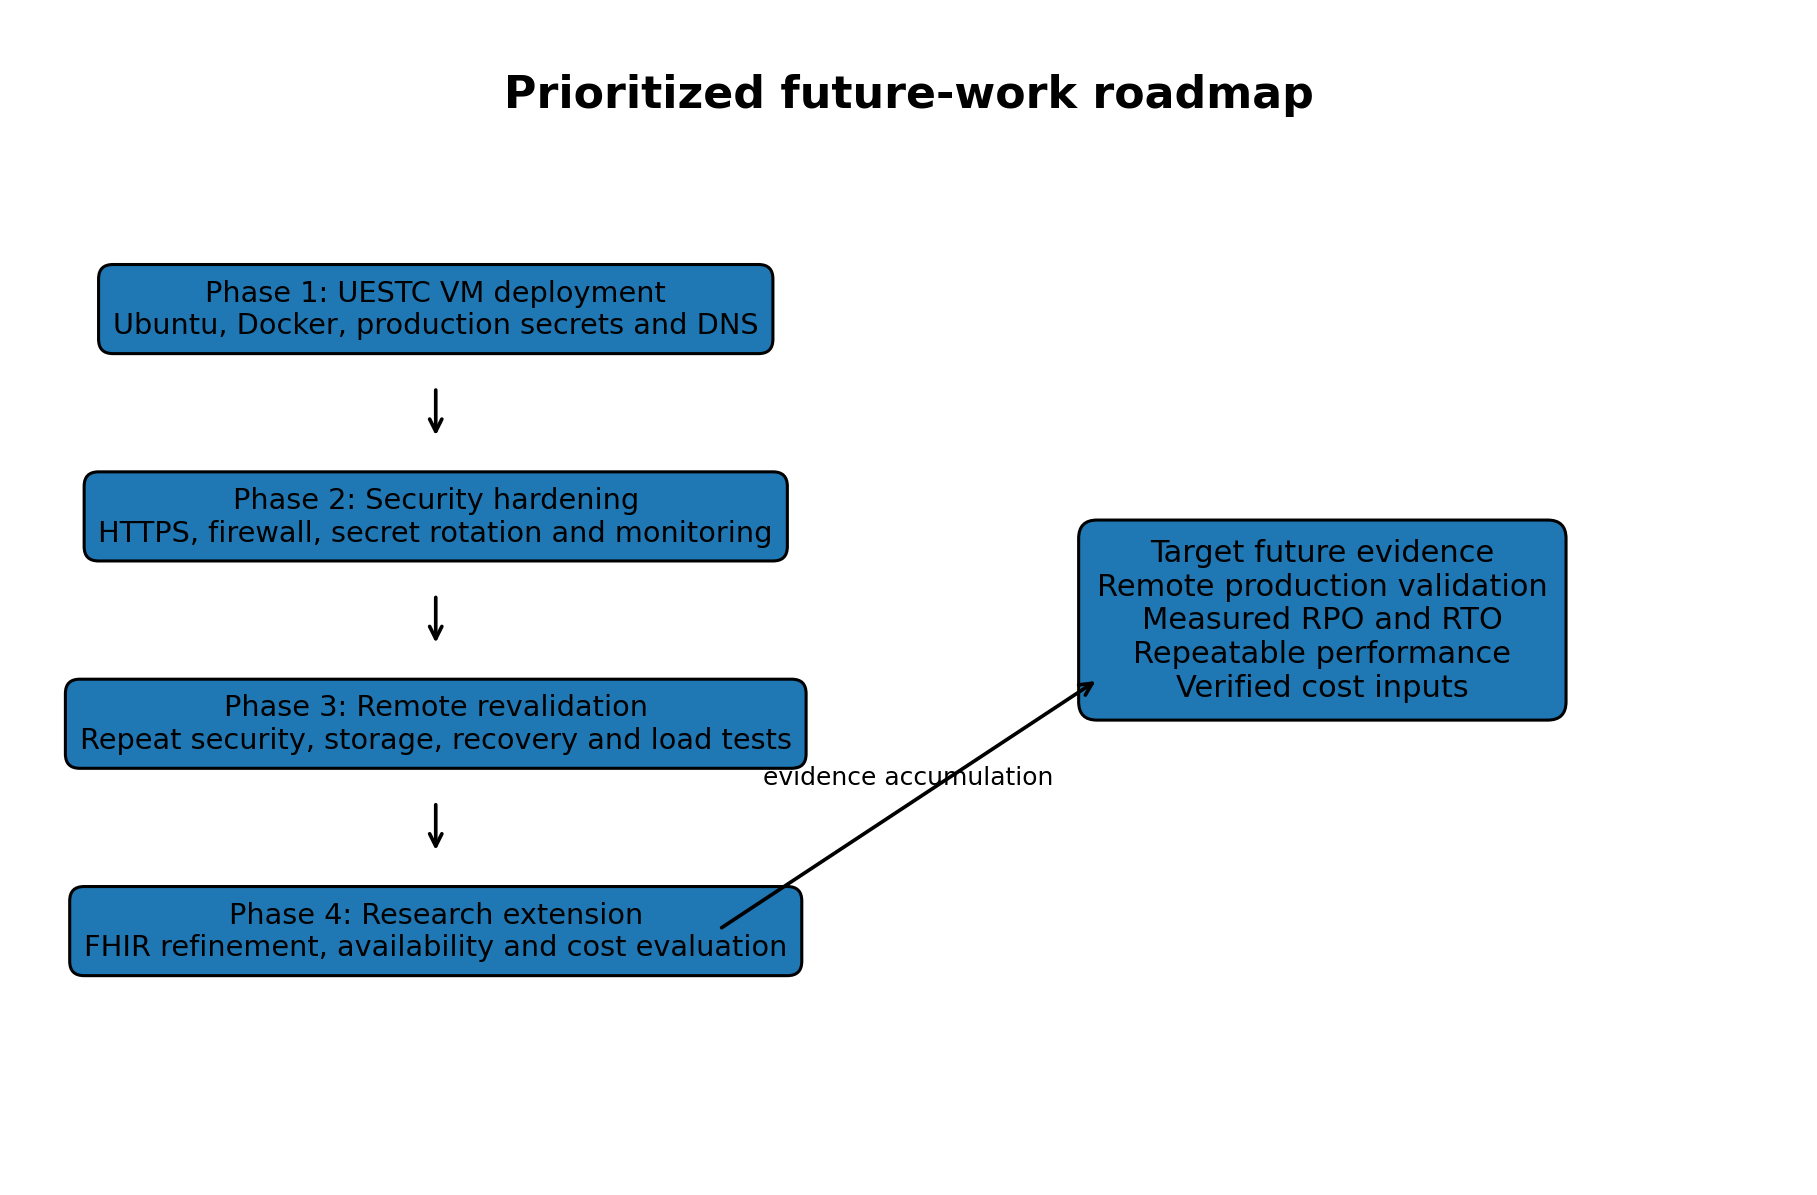 Prioritized future-work roadmap
Phase 1: UESTC VM deployment
Ubuntu, Docker, production secrets and DNS
Phase 2: Security hardening
HTTPS, firewall, secret rotation and monitoring
Phase 3: Remote revalidation
Repeat security, storage, recovery and load tests
Phase 4: Research extension
FHIR refinement, availability and cost evaluation
evidence accumulation
Target future evidence
Remote production validation
Measured RPO and RTO
Repeatable performance
Verified cost inputs